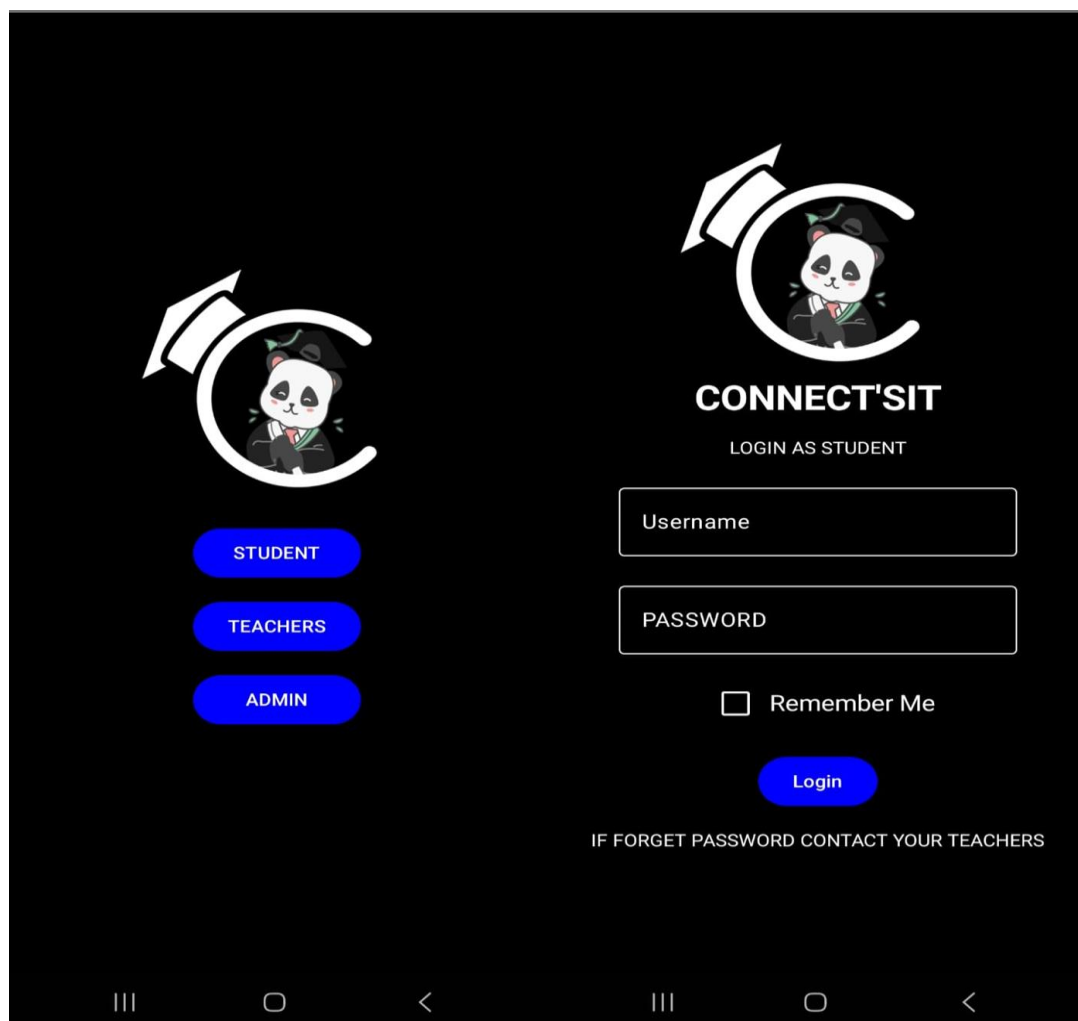 STUDENT
TEACHERS
ADMIN
CONNECT'SIT
LOGIN AS STUDENT
Username
PASSWORD
Remember Me
Login
IF FORGET PASSWORD CONTACT YOUR TEACHERS